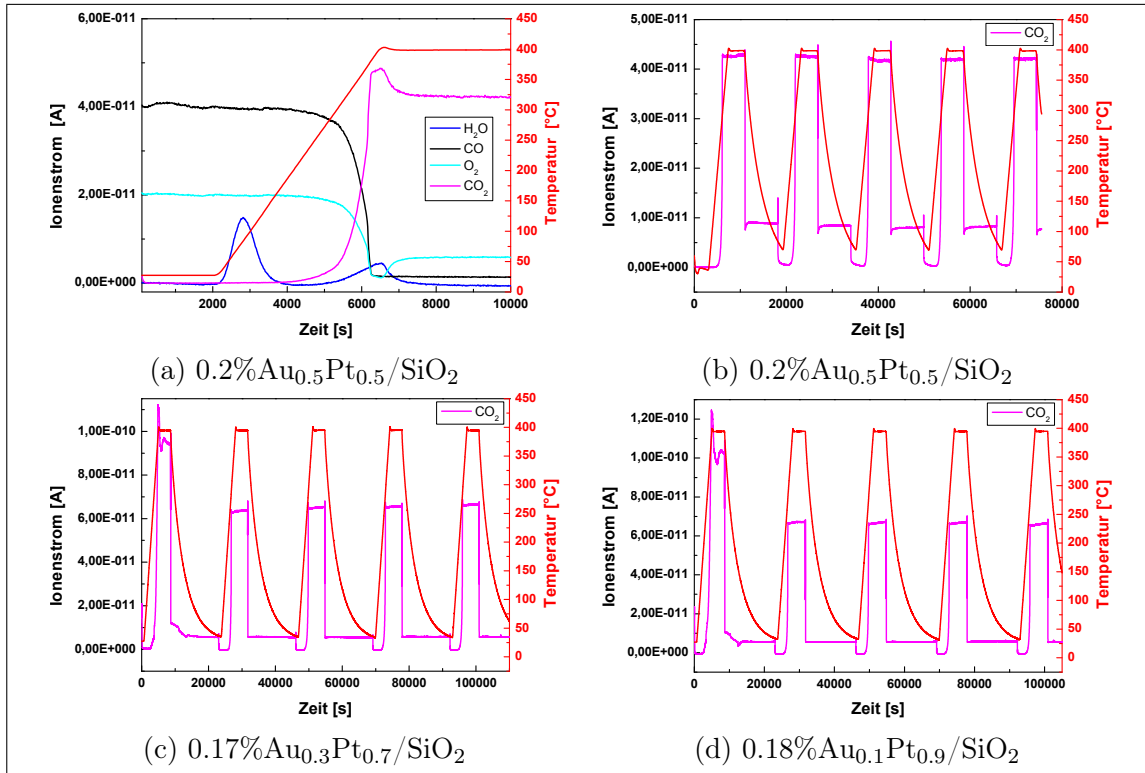 6,00E-011
4,00E-011
2,00E-011
0,00E+000
Ionenstrom [A]
450
400
350
300
250
200
150
100
50
0
Temperatur [°C]
H₂O
CO
O₂
CO₂
0 2000 4000 6000 8000 10000
Zeit [s]
(a) 0.2%Au₀.₅Pt₀.₅/SiO₂
5,00E-011
4,00E-011
3,00E-011
2,00E-011
1,00E-011
0,00E+000
Ionenstrom [A]
CO₂
450
400
350
300
250
200
150
100
50
0
Temperatur [°C]
0 20000 40000 60000 80000
Zeit [s]
(b) 0.2%Au₀.₅Pt₀.₅/SiO₂
1,00E-010
8,00E-011
6,00E-011
4,00E-011
2,00E-011
0,00E+000
Ionenstrom [A]
CO₂
450
400
350
300
250
200
150
100
50
0
Temperatur [°C]
0 20000 40000 60000 80000 100000
Zeit [s]
(c) 0.17%Au₀.₃Pt₀.₇/SiO₂
1,20E-010
1,00E-010
8,00E-011
6,00E-011
4,00E-011
2,00E-011
0,00E+000
Ionenstrom [A]
CO₂
450
400
350
300
250
200
150
100
50
0
Temperatur [°C]
0 20000 40000 60000 80000 100000
Zeit [s]
(d) 0.18%Au₀.₁Pt₀.₉/SiO₂